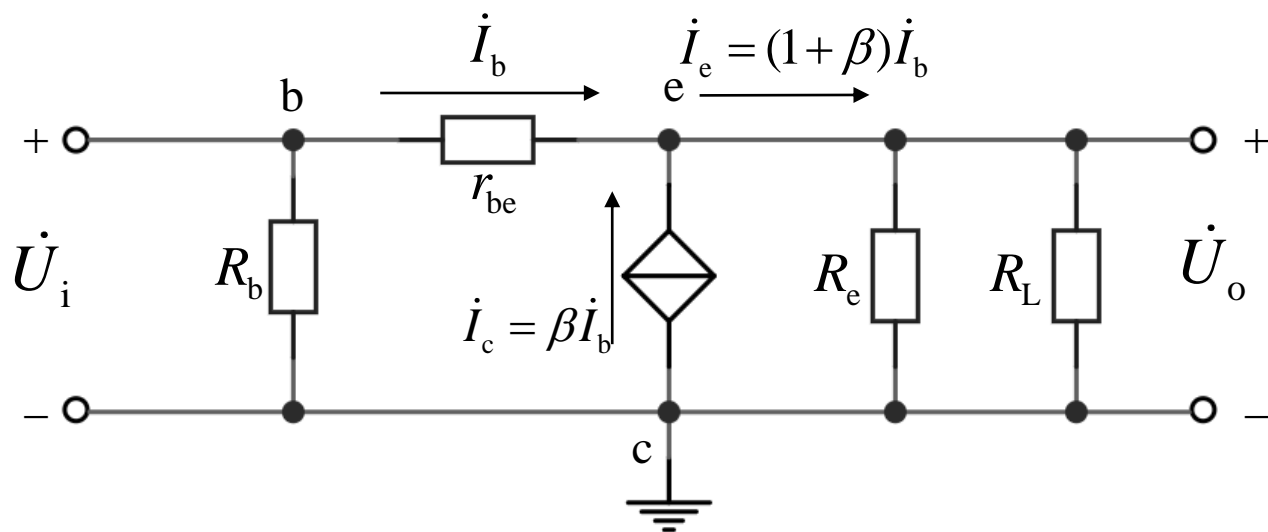 İ_b
İ_e = (1 + β)İ_b
b
e
+
+
r_be
U̇_i
R_b
R_e
R_L
U̇_o
İ_c = βİ_b
−
−
c